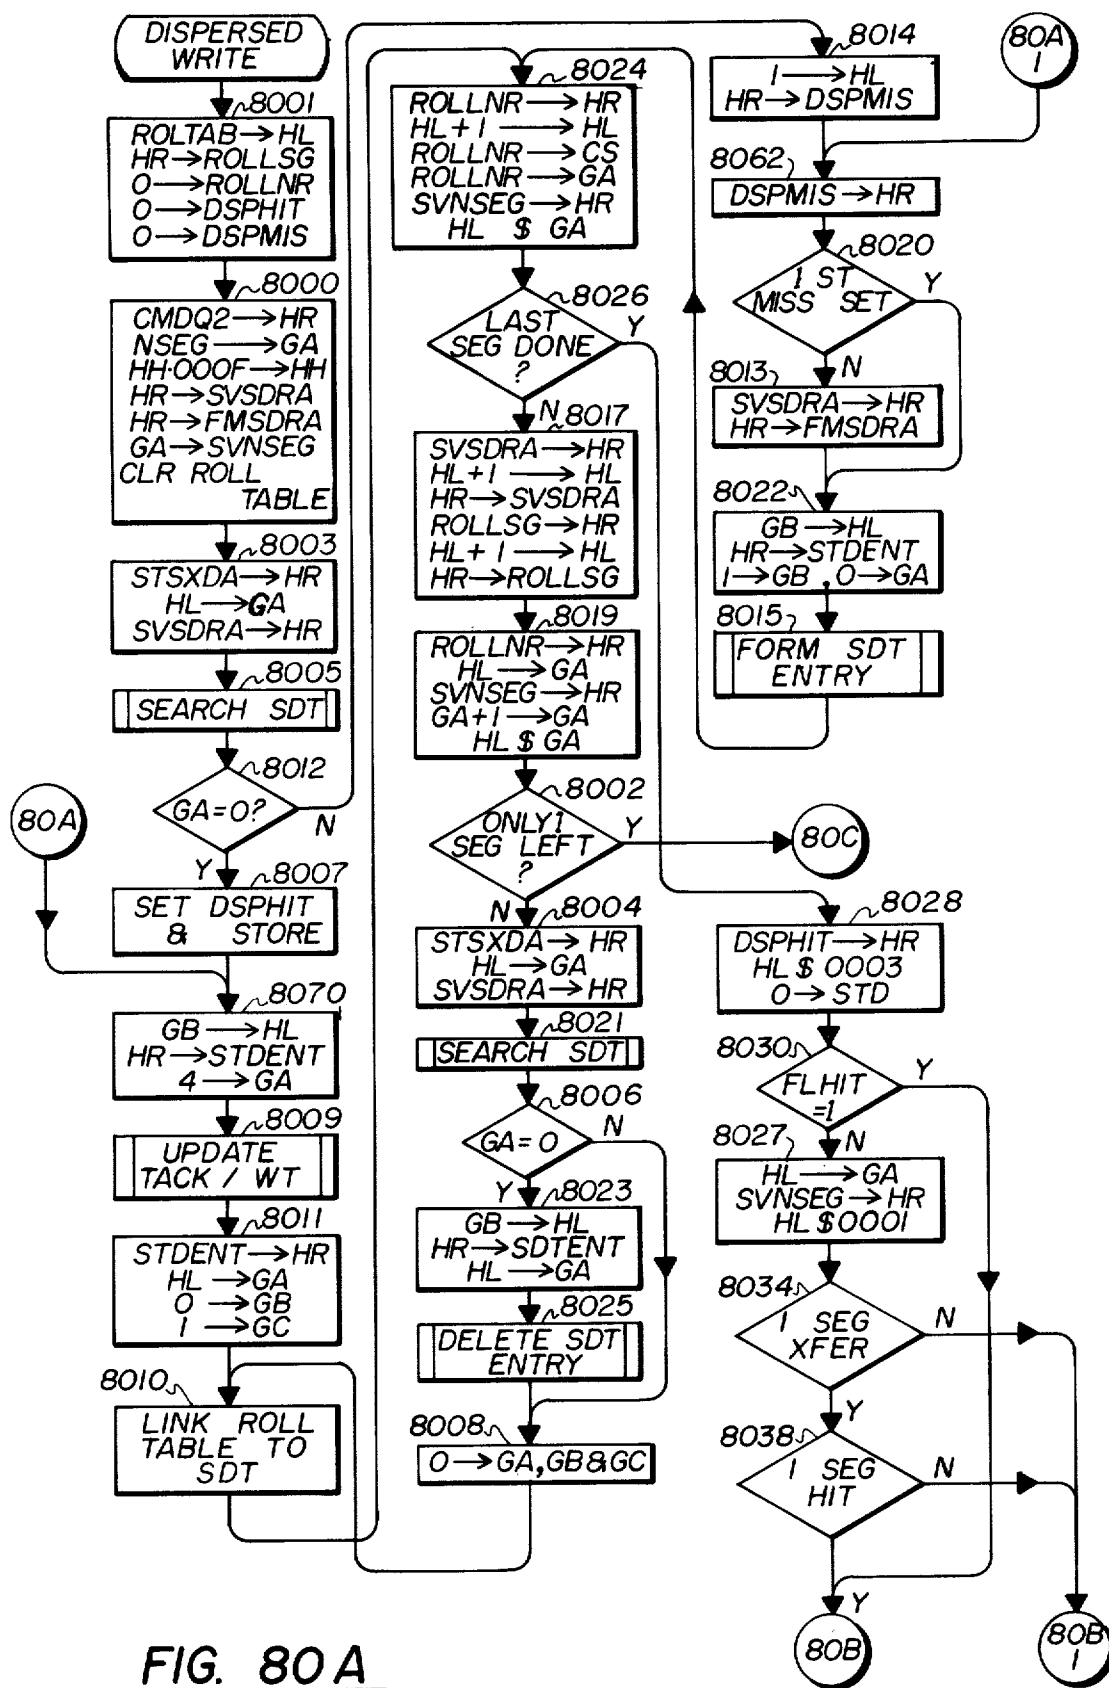 DISPERSED
WRITE
8001
ROLTAB→HL
HR→ROLLSG
0→ROLLNR
0→DSPHIT
0→DSPMIS
8000
CMDQ2→HR
NSEG→GA
HH·000F→HH
HR→SVSDRA
HR→FMSDRA
GA→SVNSEG
CLR ROLL
TABLE
8003
STSXDA→HR
HL→GA
SVSDRA→HR
8005
SEARCH SDT
8012
GA=0?
N
Y
80A
8007
SET DSPHIT
& STORE
8070
GB→HL
HR→STDENT
4→GA
8009
UPDATE
TACK / WT
8011
STDENT→HR
HL→GA
0→GB
1→GC
8010
LINK ROLL
TABLE TO
SDT
8024
ROLLNR→HR
HL+1→HL
ROLLNR→CS
ROLLNR→GA
SVNSEG→HR
HL $ GA
8026
LAST
SEG DONE
?
Y
N
8017
SVSDRA→HR
HL+1→HL
HR→SVSDRA
ROLLSG→HR
HL+1→HL
HR→ROLLSG
8019
ROLLNR→HR
HL→GA
SVNSEG→HR
GA+1→GA
HL $ GA
8002
ONLY 1
SEG LEFT
?
Y
80C
N
8004
STSXDA→HR
HL→GA
SVSDRA→HR
8021
SEARCH SDT
8006
GA=0
N
Y
8023
GB→HL
HR→SDTENT
HL→GA
8025
DELETE SDT
ENTRY
8008
0→GA,GB&GC
8014
1→HL
HR→DSPMIS
80A
1
8062
DSPMIS→HR
8020
1 ST
MISS SET
Y
N
8013
SVSDRA→HR
HR→FMSDRA
8022
GB→HL
HR→STDENT
1→GB, 0→GA
8015
FORM SDT
ENTRY
8028
DSPHIT→HR
HL $ 0003
0→STD
8030
FLHIT
=1
Y
N
8027
HL→GA
SVNSEG→HR
HL $ 0001
8034
1 SEG
XFER
N
Y
8038
1 SEG
HIT
N
Y
80B
80B
1
FIG. 80A